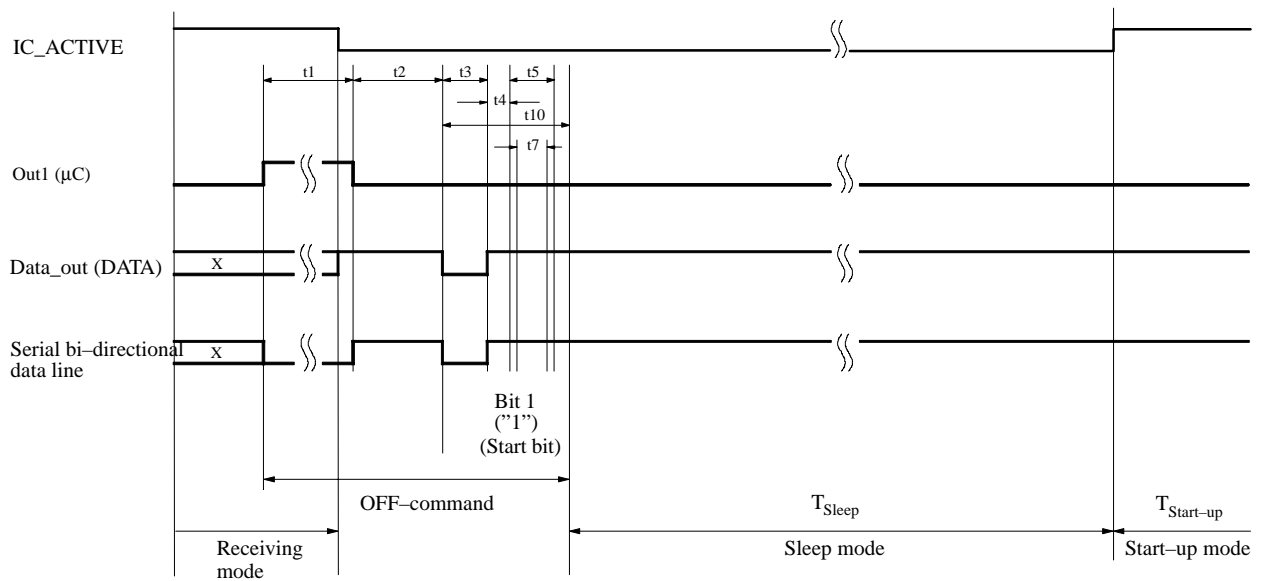 IC_ACTIVE
t1
t2
t3
t5
t4
t10
t7
Out1 (μC)
Data_out (DATA)
X
Serial bi–directional
data line
X
Bit 1
(”1”)
(Start bit)
OFF–command
TSleep
TStart–up
Receiving
mode
Sleep mode
Start–up mode